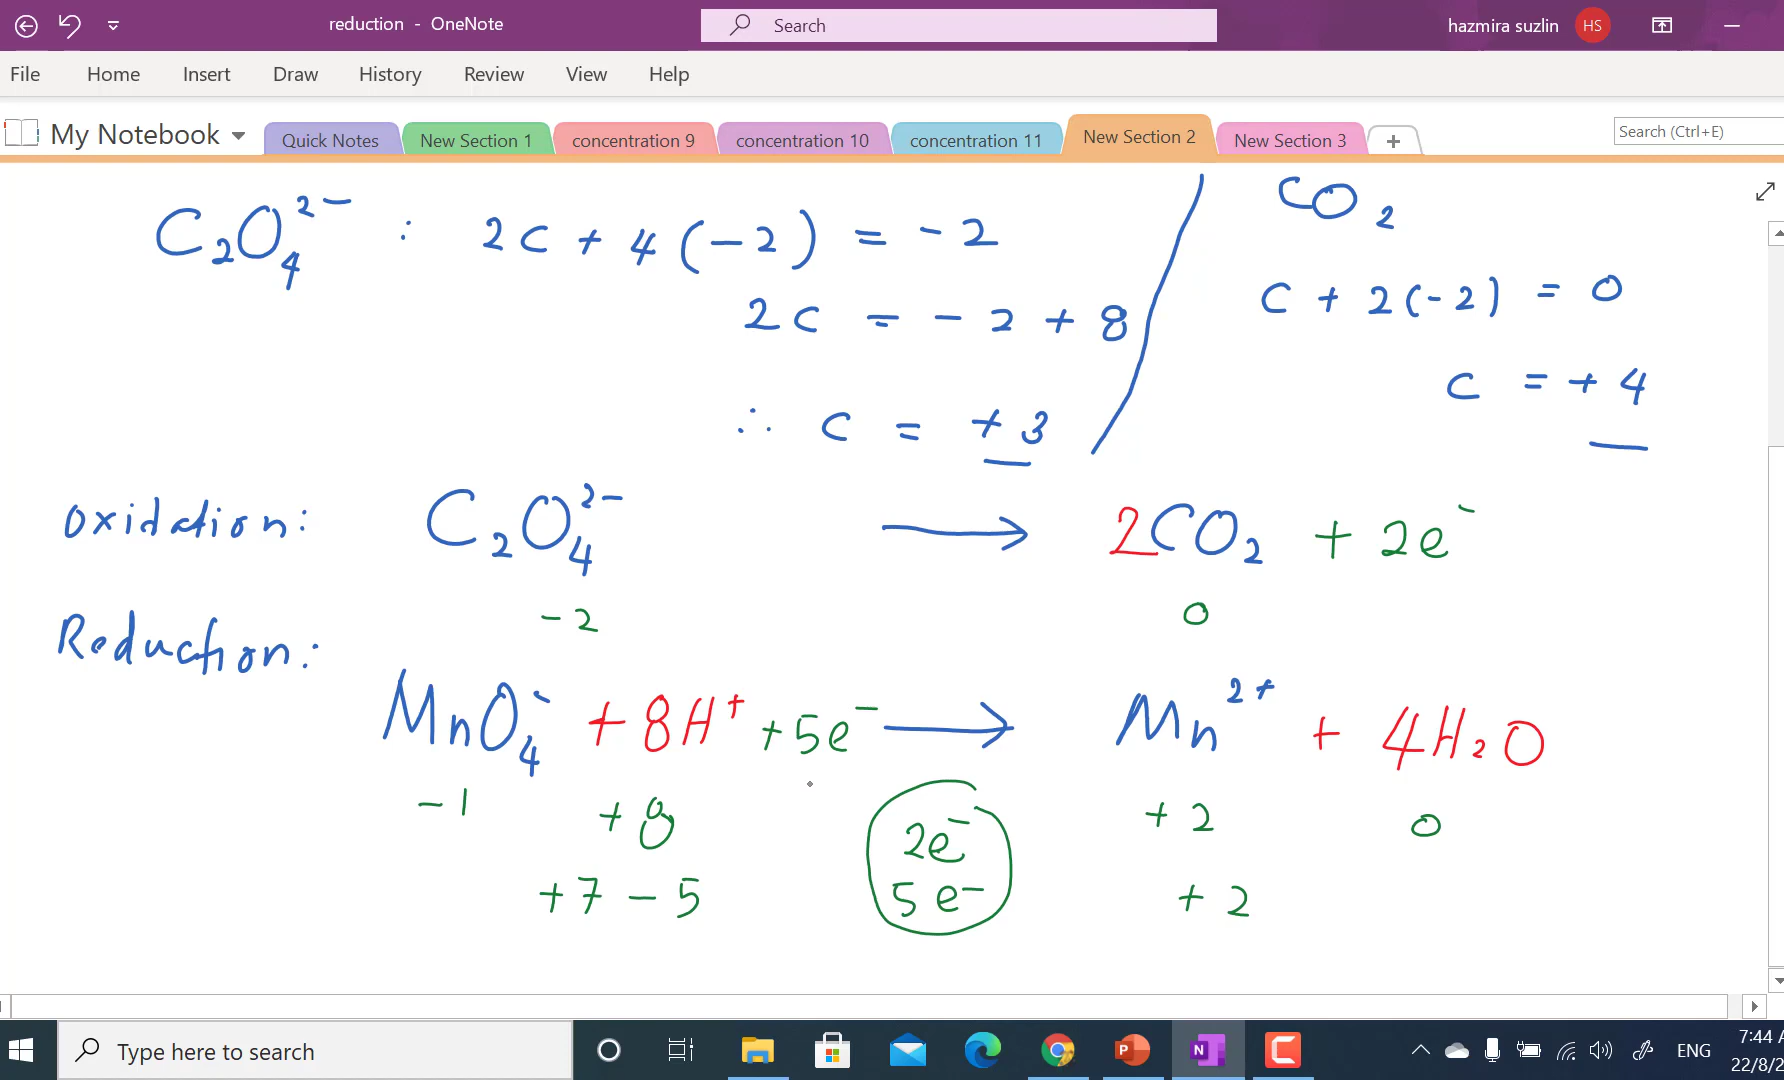 reduction - OneNote
Search
hazmira suzlin HS
File Home Insert Draw History Review View Help
My Notebook
Quick Notes New Section 1 concentration 9 concentration 10 concentration 11 New Section 2 New Section 3 +
Search (Ctrl+E)
C₂O₄²⁻ : 2C + 4(-2) = -2
2C = -2 + 8
∴ C = +3
CO₂
C + 2(-2) = 0
C = +4
Oxidation: C₂O₄²⁻ → 2CO₂ + 2e⁻
-2 0
Reduction:
MnO₄⁻ + 8H⁺ + 5e⁻ → Mn²⁺ + 4H₂O
-1 +8 +2 0
2e⁻
+7 - 5 5e⁻ +2
Type here to search
P N
ENG
7:44
22/8/2